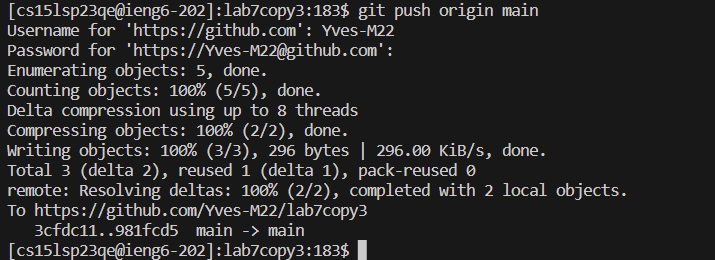 [cs15lsp23qe@ieng6-202]:lab7copy3:183$ git push origin main
Username for 'https://github.com': Yves-M22
Password for 'https://Yves-M22@github.com':
Enumerating objects: 5, done.
Counting objects: 100% (5/5), done.
Delta compression using up to 8 threads
Compressing objects: 100% (2/2), done.
Writing objects: 100% (3/3), 296 bytes | 296.00 KiB/s, done.
Total 3 (delta 2), reused 1 (delta 1), pack-reused 0
remote: Resolving deltas: 100% (2/2), completed with 2 local objects.
To https://github.com/Yves-M22/lab7copy3
   3cfdc11..981fcd5  main -> main
[cs15lsp23qe@ieng6-202]:lab7copy3:183$